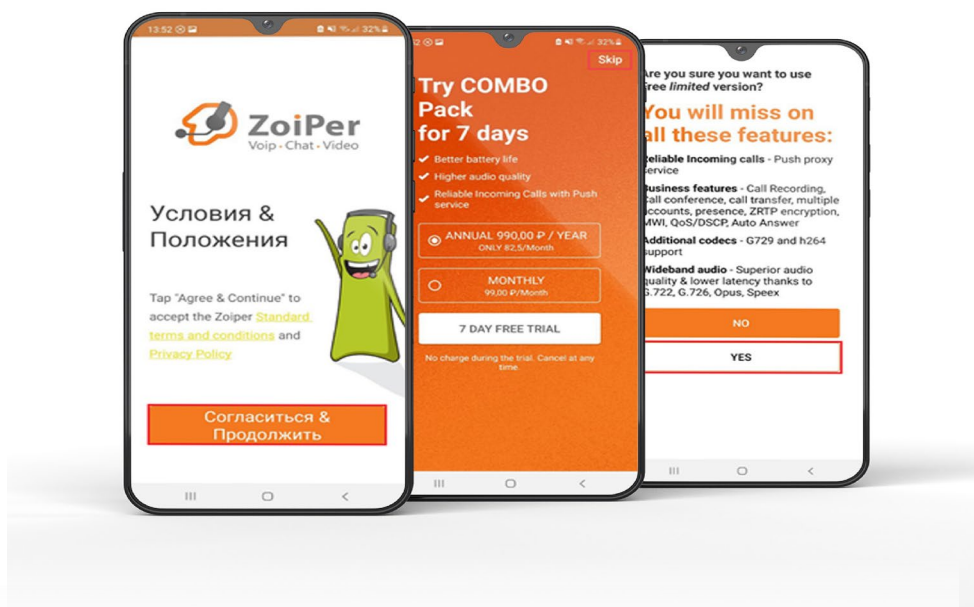 13:52
32%
ZoiPer
Voip • Chat • Video
Условия &
Положения
Tap "Agree & Continue" to
accept the Zoiper Standard
terms and conditions and
Privacy Policy
Согласиться &
Продолжить
32%
Skip
Try COMBO
Pack
for 7 days
Better battery life
Higher audio quality
Reliable Incoming Calls with Push
service
ANNUAL 990,00 ₽ / YEAR
ONLY 82,5/Month
MONTHLY
99,00 ₽/Month
7 DAY FREE TRIAL
No charge during the trial. Cancel at any
time.
Are you sure you want to use
Free limited version?
You will miss on
all these features:
Reliable Incoming calls - Push proxy
service
Business features - Call Recording,
Call conference, call transfer, multiple
accounts, presence, ZRTP encryption,
MWI, QoS/DSCP, Auto Answer
Additional codecs - G729 and h264
support
Wideband audio - Superior audio
quality & lower latency thanks to
G.722, G.726, Opus, Speex
NO
YES